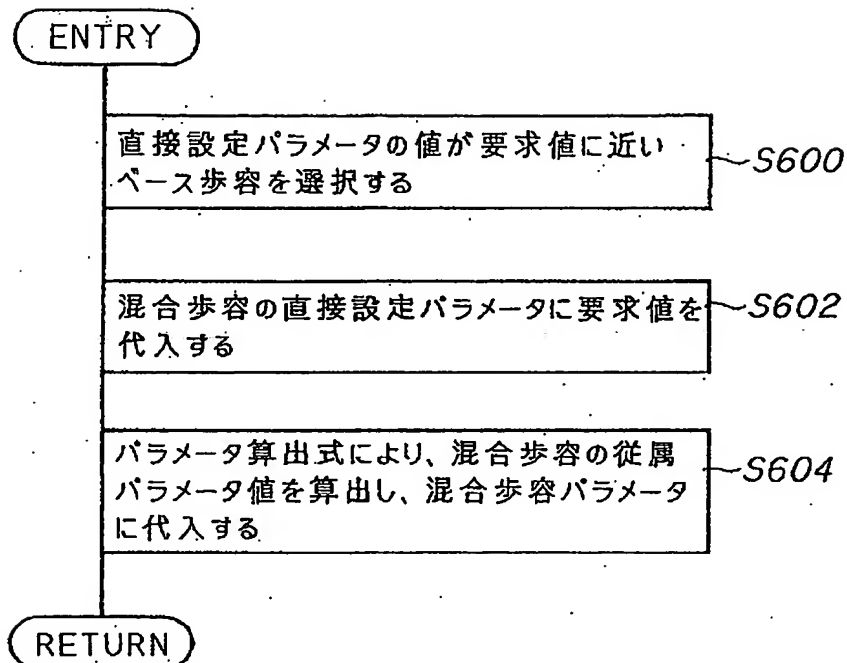 ENTRY
直接設定パラメータの値が要求値に近い
ベース歩容を選択する
S600
混合歩容の直接設定パラメータに要求値を
代入する
S602
パラメータ算出式により、混合歩容の従属
パラメータ値を算出し、混合歩容パラメータ
に代入する
S604
RETURN